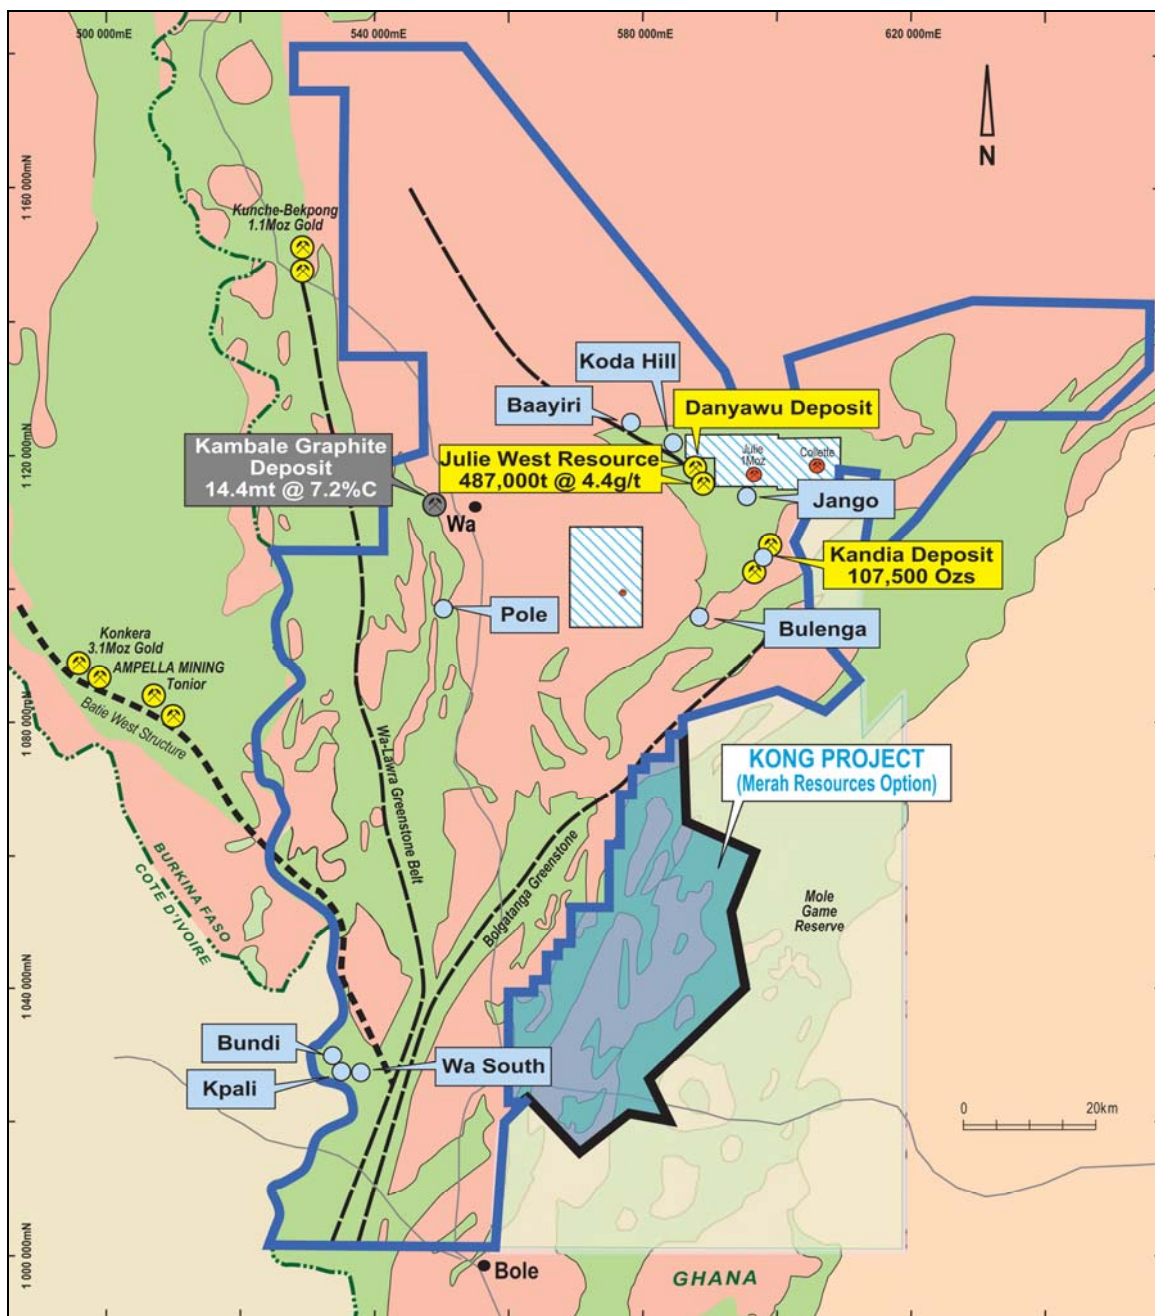 500 000mE
540 000mE
580 000mE
620 000mE
N
1 160 000mN
Kunche-Bekpong
1.1Moz Gold
Koda Hill
Baayiri
Danyawu Deposit
Kambale Graphite
Deposit
14.4mt @ 7.2%C
Julie West Resource
487,000t @ 4.4g/t
Julie
1Moz
Collette
1 120 000mN
Jango
Wa
Kandia Deposit
107,500 Ozs
Pole
Bulenga
Konkera
3.1Moz Gold
AMPELLA MINING
Tonior
Batie West Structure
1 080 000mN
Wa-Lawra Greenstone Belt
KONG PROJECT
(Merah Resources Option)
Bolgatanga Greenstone
BURKINA FASO
COTE D'IVOIRE
Mole
Game
Reserve
1 040 000mN
Bundi
Wa South
Kpali
0
20km
1 000 000mN
Bole
GHANA